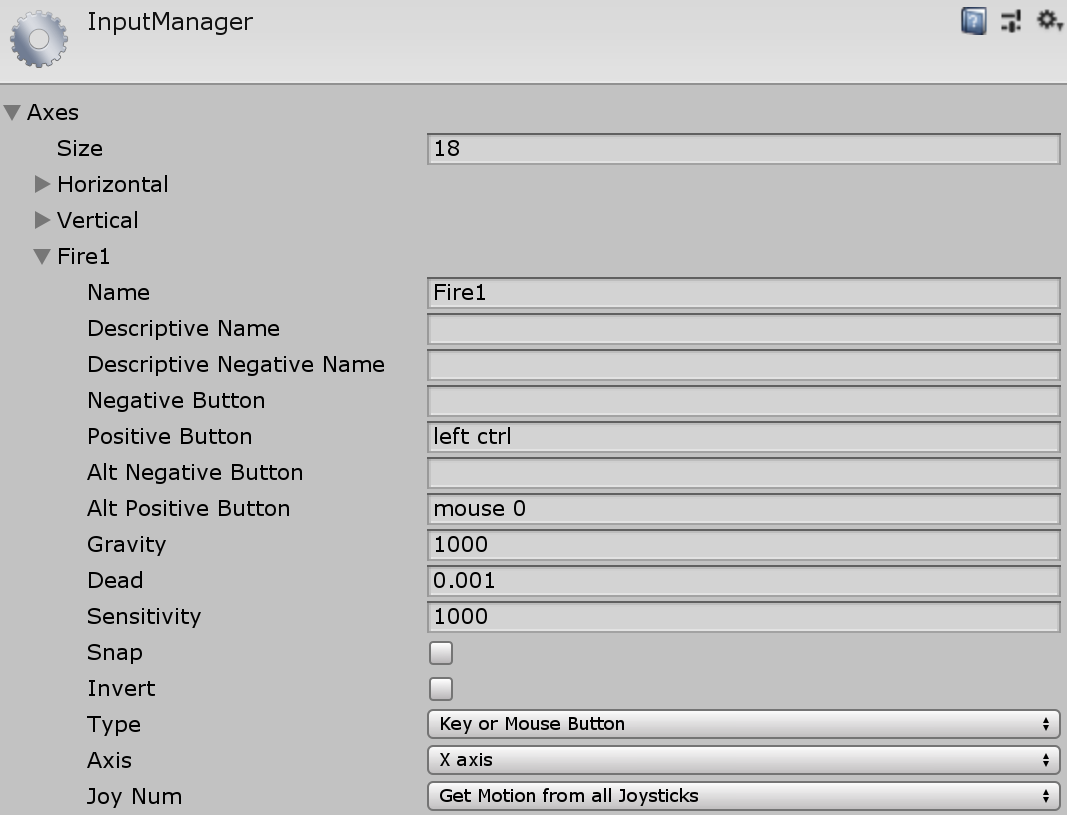 InputManager
Axes
Size 18
Horizontal
Vertical
Fire1
Name Fire1
Descriptive Name
Descriptive Negative Name
Negative Button
Positive Button left ctrl
Alt Negative Button
Alt Positive Button mouse 0
Gravity 1000
Dead 0.001
Sensitivity 1000
Snap
Invert
Type Key or Mouse Button
Axis X axis
Joy Num Get Motion from all Joysticks